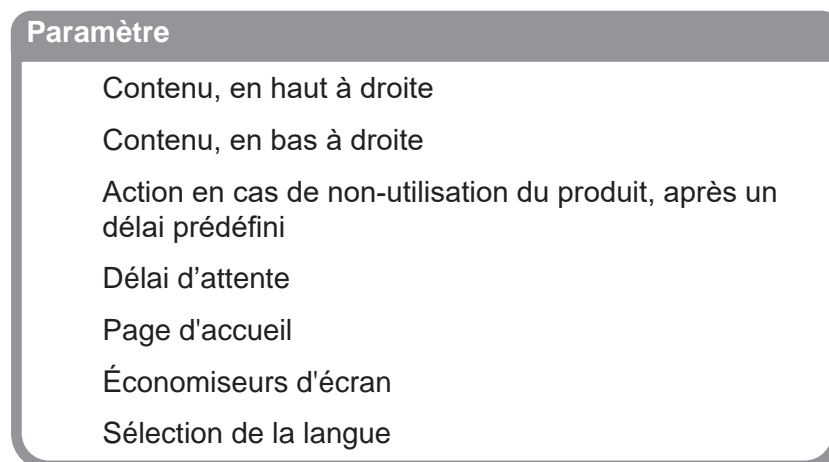 Paramètre
Contenu, en haut à droite
Contenu, en bas à droite
Action en cas de non-utilisation du produit, après un
délai prédéfini
Délai d’attente
Page d'accueil
Économiseurs d'écran
Sélection de la langue